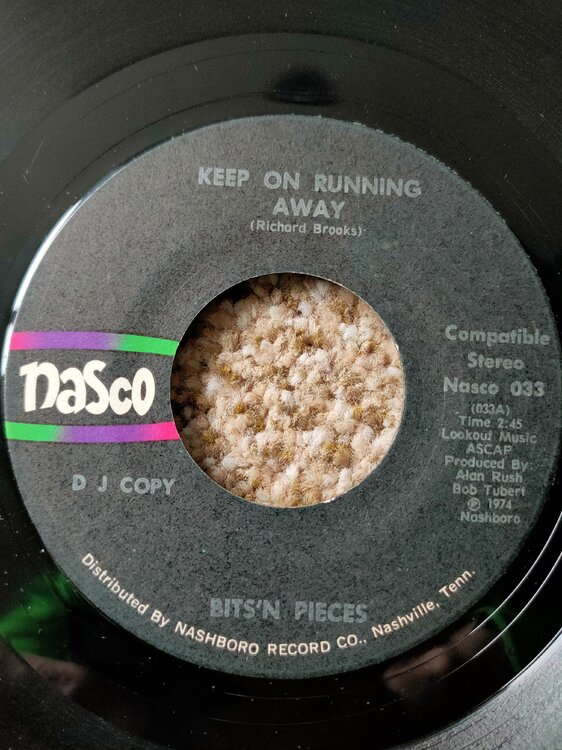 KEEP ON RUNNING
AWAY
(Richard Brooks)
nasco
D J COPY
Compatible
Stereo
Nasco 033
(033A)
Time 2:45
Lookout Music
ASCAP
Produced By:
Alan Rush
Bob Tubert
℗ 1974
Nashboro
BITS'N PIECES
Distributed By NASHBORO RECORD CO., Nashville, Tenn.